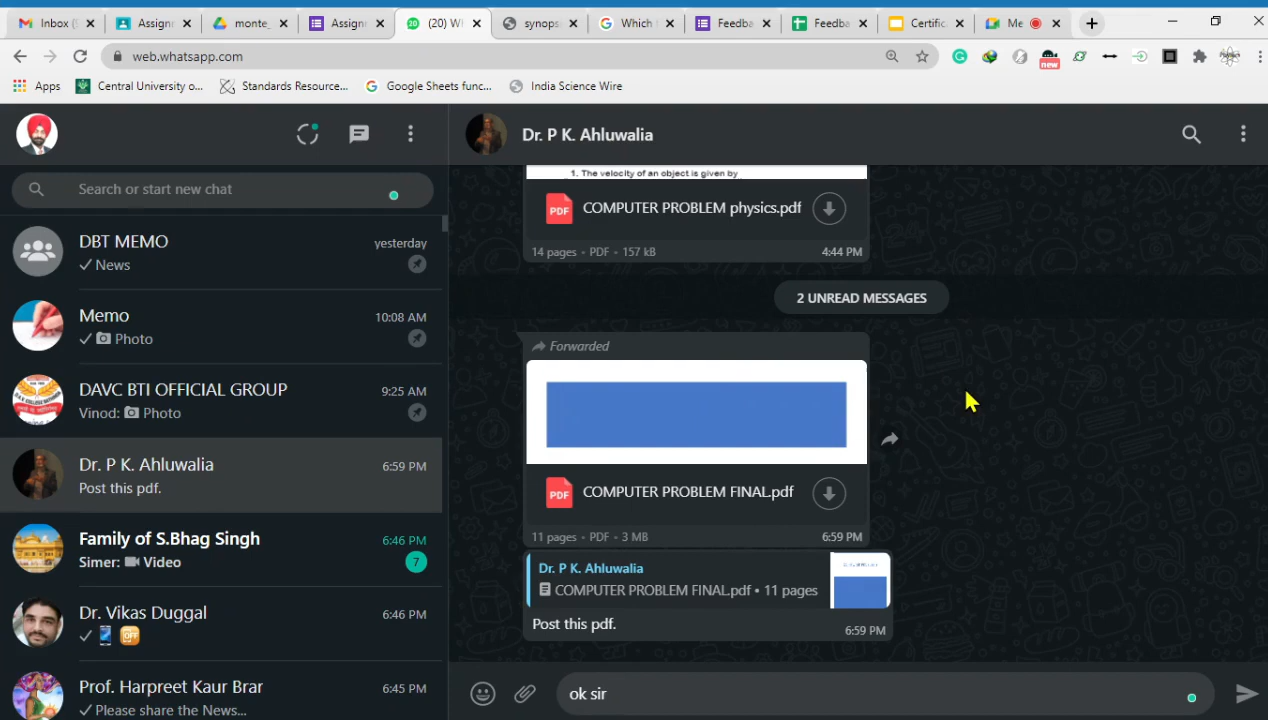 Inbox (
Assignr
monte_
Assignr
(20) W
synops
Which t
Feedba
Feedba
Certific
Me
web.whatsapp.com
new
Apps
Central University o...
Standards Resource...
Google Sheets func...
India Science Wire
Dr. P K. Ahluwalia
Search or start new chat
DBT MEMO
yesterday
News
Memo
10:08 AM
Photo
DAVC BTI OFFICIAL GROUP
9:25 AM
Vinod: Photo
Dr. P K. Ahluwalia
6:59 PM
Post this pdf.
Family of S.Bhag Singh
6:46 PM
Simer: Video
7
Dr. Vikas Duggal
6:46 PM
OFF
Prof. Harpreet Kaur Brar
6:45 PM
Please share the News...
1. The velocity of an object is given by
PDF
COMPUTER PROBLEM physics.pdf
14 pages • PDF • 157 kB
4:44 PM
2 UNREAD MESSAGES
Forwarded
PDF
COMPUTER PROBLEM FINAL.pdf
11 pages • PDF • 3 MB
6:59 PM
Dr. P K. Ahluwalia
COMPUTER PROBLEM FINAL.pdf • 11 pages
Post this pdf.
6:59 PM
ok sir